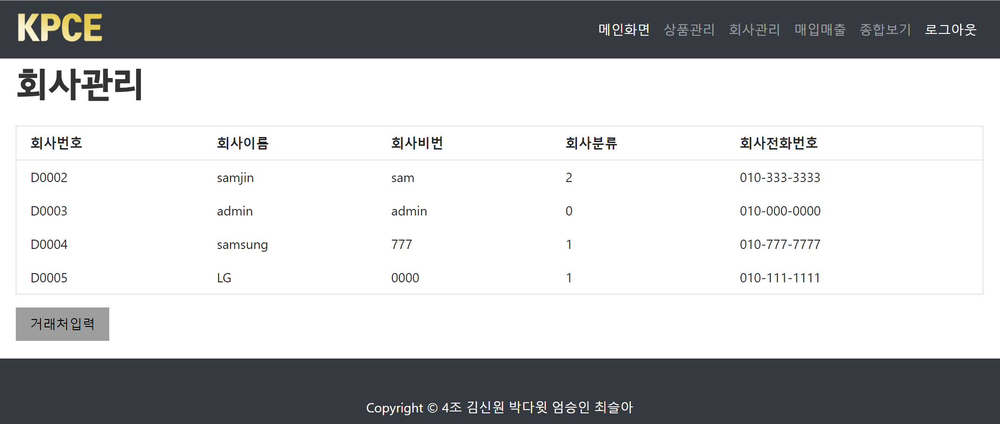 KPCE
메인화면 상품관리 회사관리 매입매출 종합보기 로그아웃
회사관리
회사번호 회사이름 회사비번 회사분류 회사전화번호
D0002 samjin sam 2 010-333-3333
D0003 admin admin 0 010-000-0000
D0004 samsung 777 1 010-777-7777
D0005 LG 0000 1 010-111-1111
거래처입력
Copyright © 4조 김신원 박다윗 엄승인 최슬아